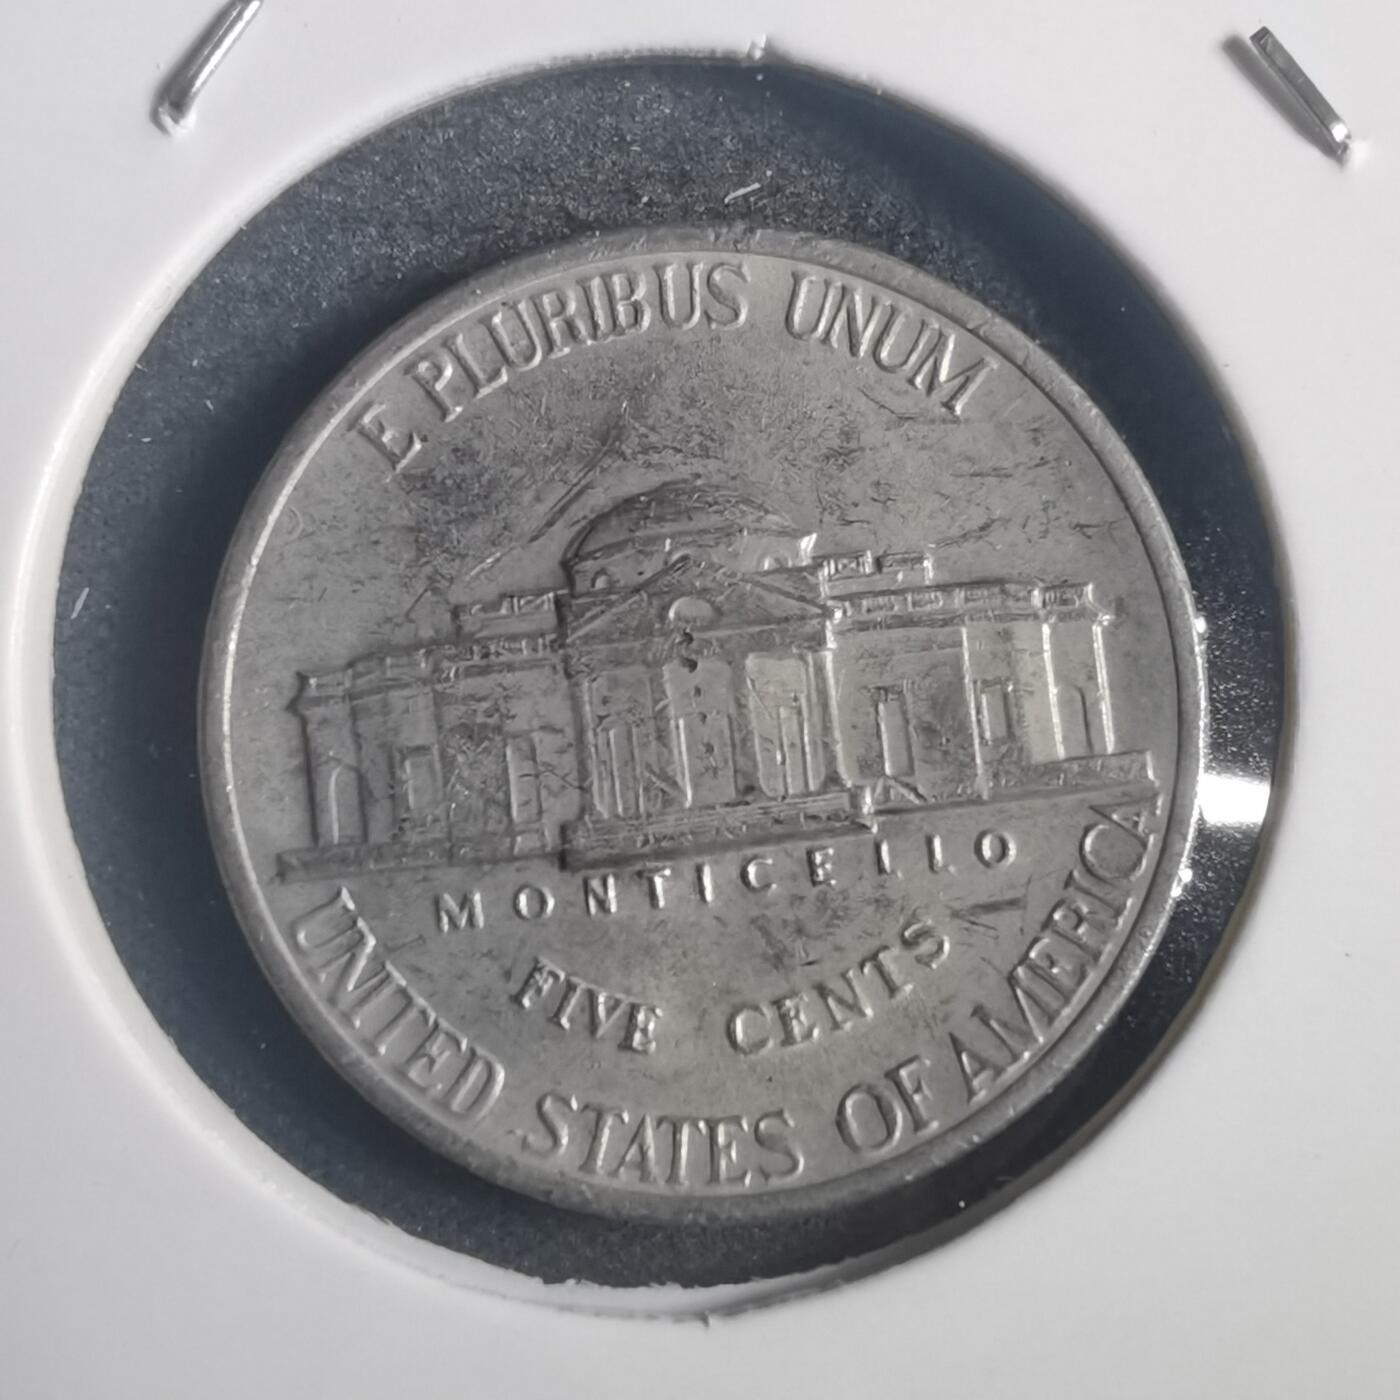 E PLURIBUS UNUM
MONTICELLO
FIVE CENTS
UNITED STATES OF AMERICA